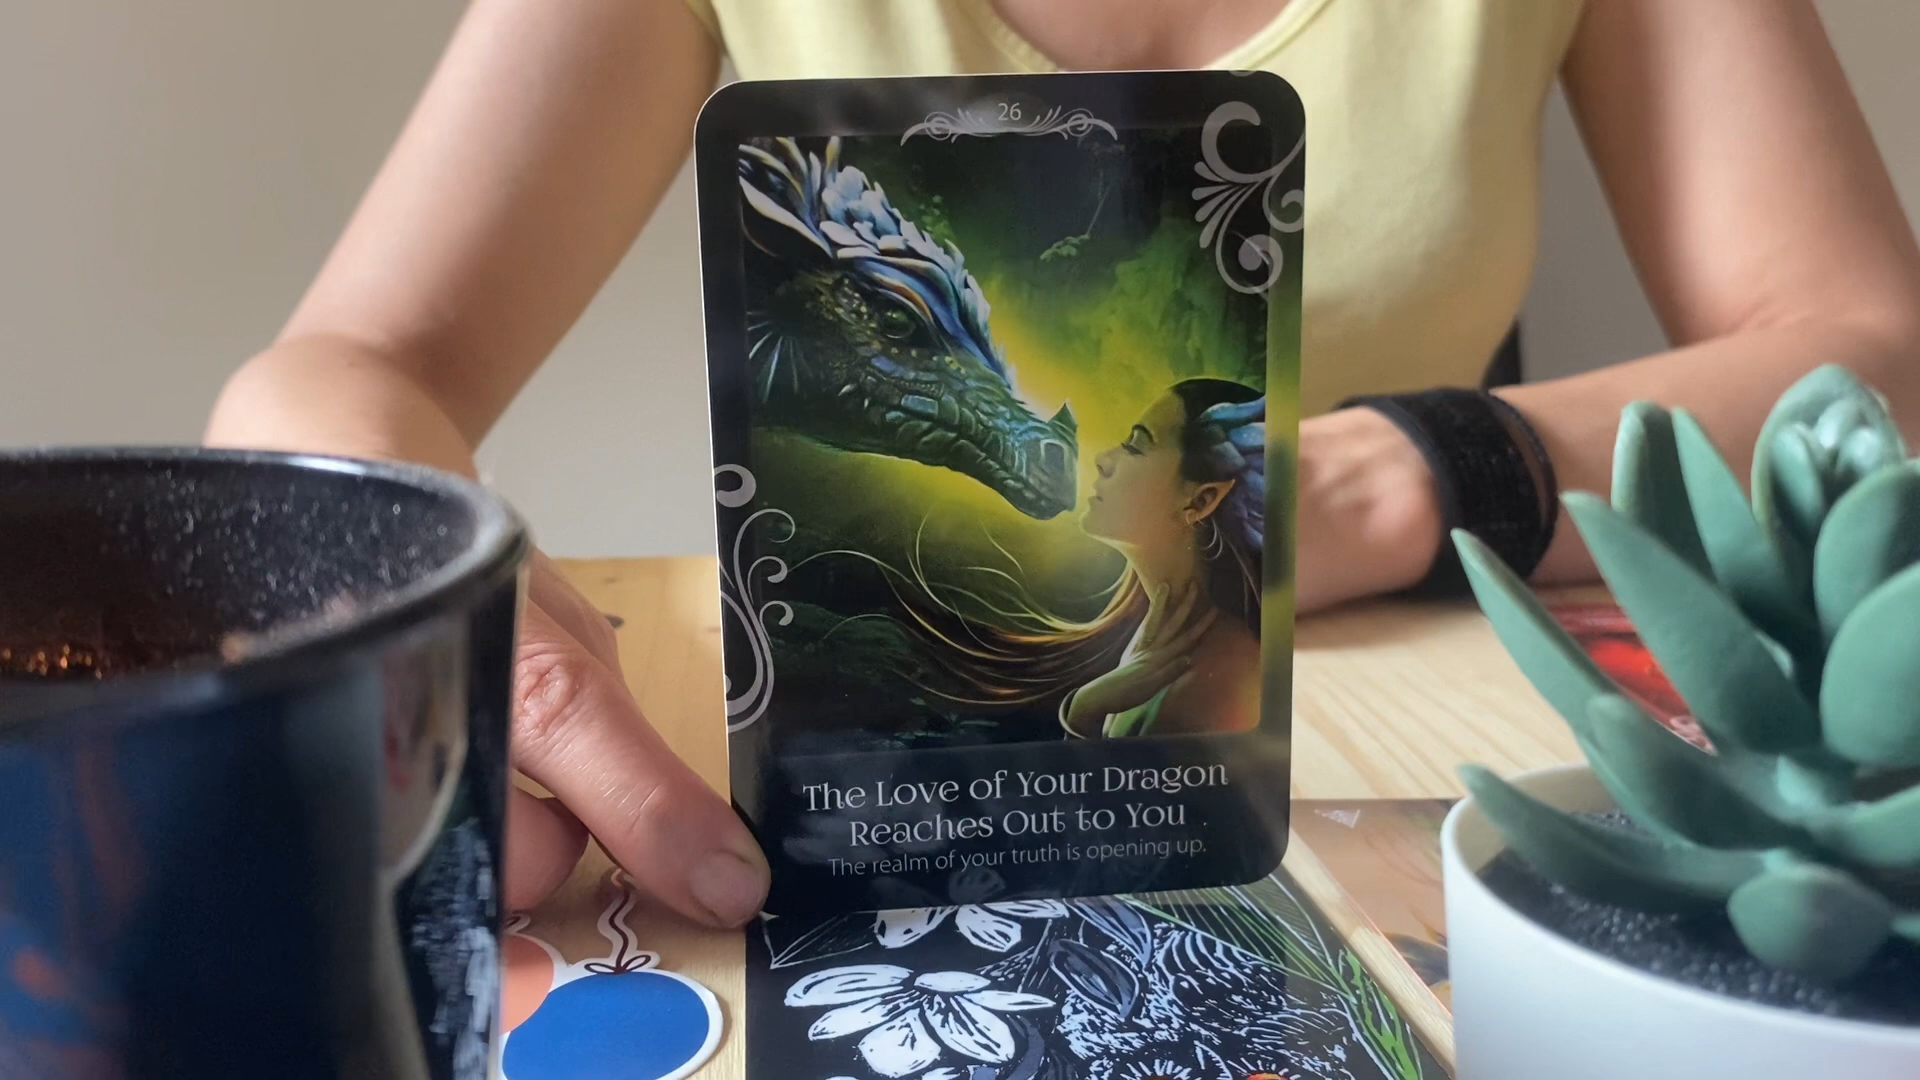 26
The Love of Your Dragon
Reaches Out to You
The realm of your truth is opening up.